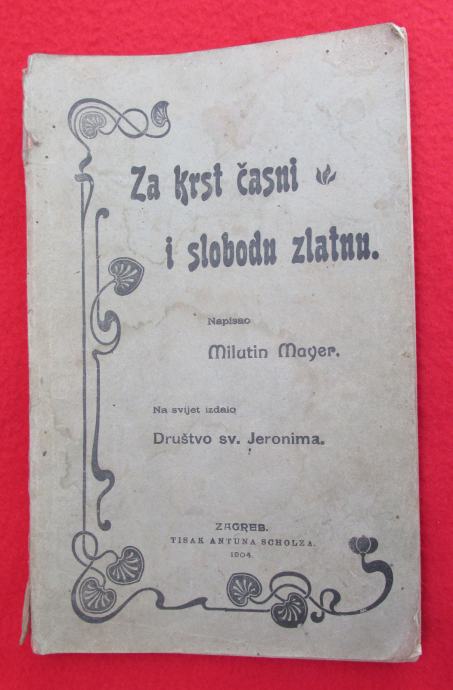 Za krst časni
i slobodu zlatnu.
Napisao
Milutin Mayer.
Na svijet izdalo
Društvo sv. Jeronima.
ZAGREB.
TISAK ANTUNA SCHOLZA.
1904.